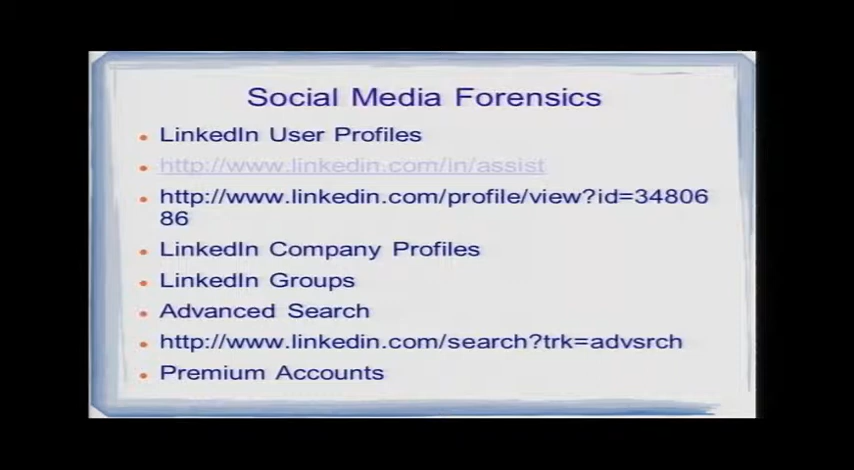 Social Media Forensics
LinkedIn User Profiles
http://www.linkedin.com/in/assist
http://www.linkedin.com/profile/view?id=34806
86
LinkedIn Company Profiles
LinkedIn Groups
Advanced Search
http://www.linkedin.com/search?trk=advsrch
Premium Accounts